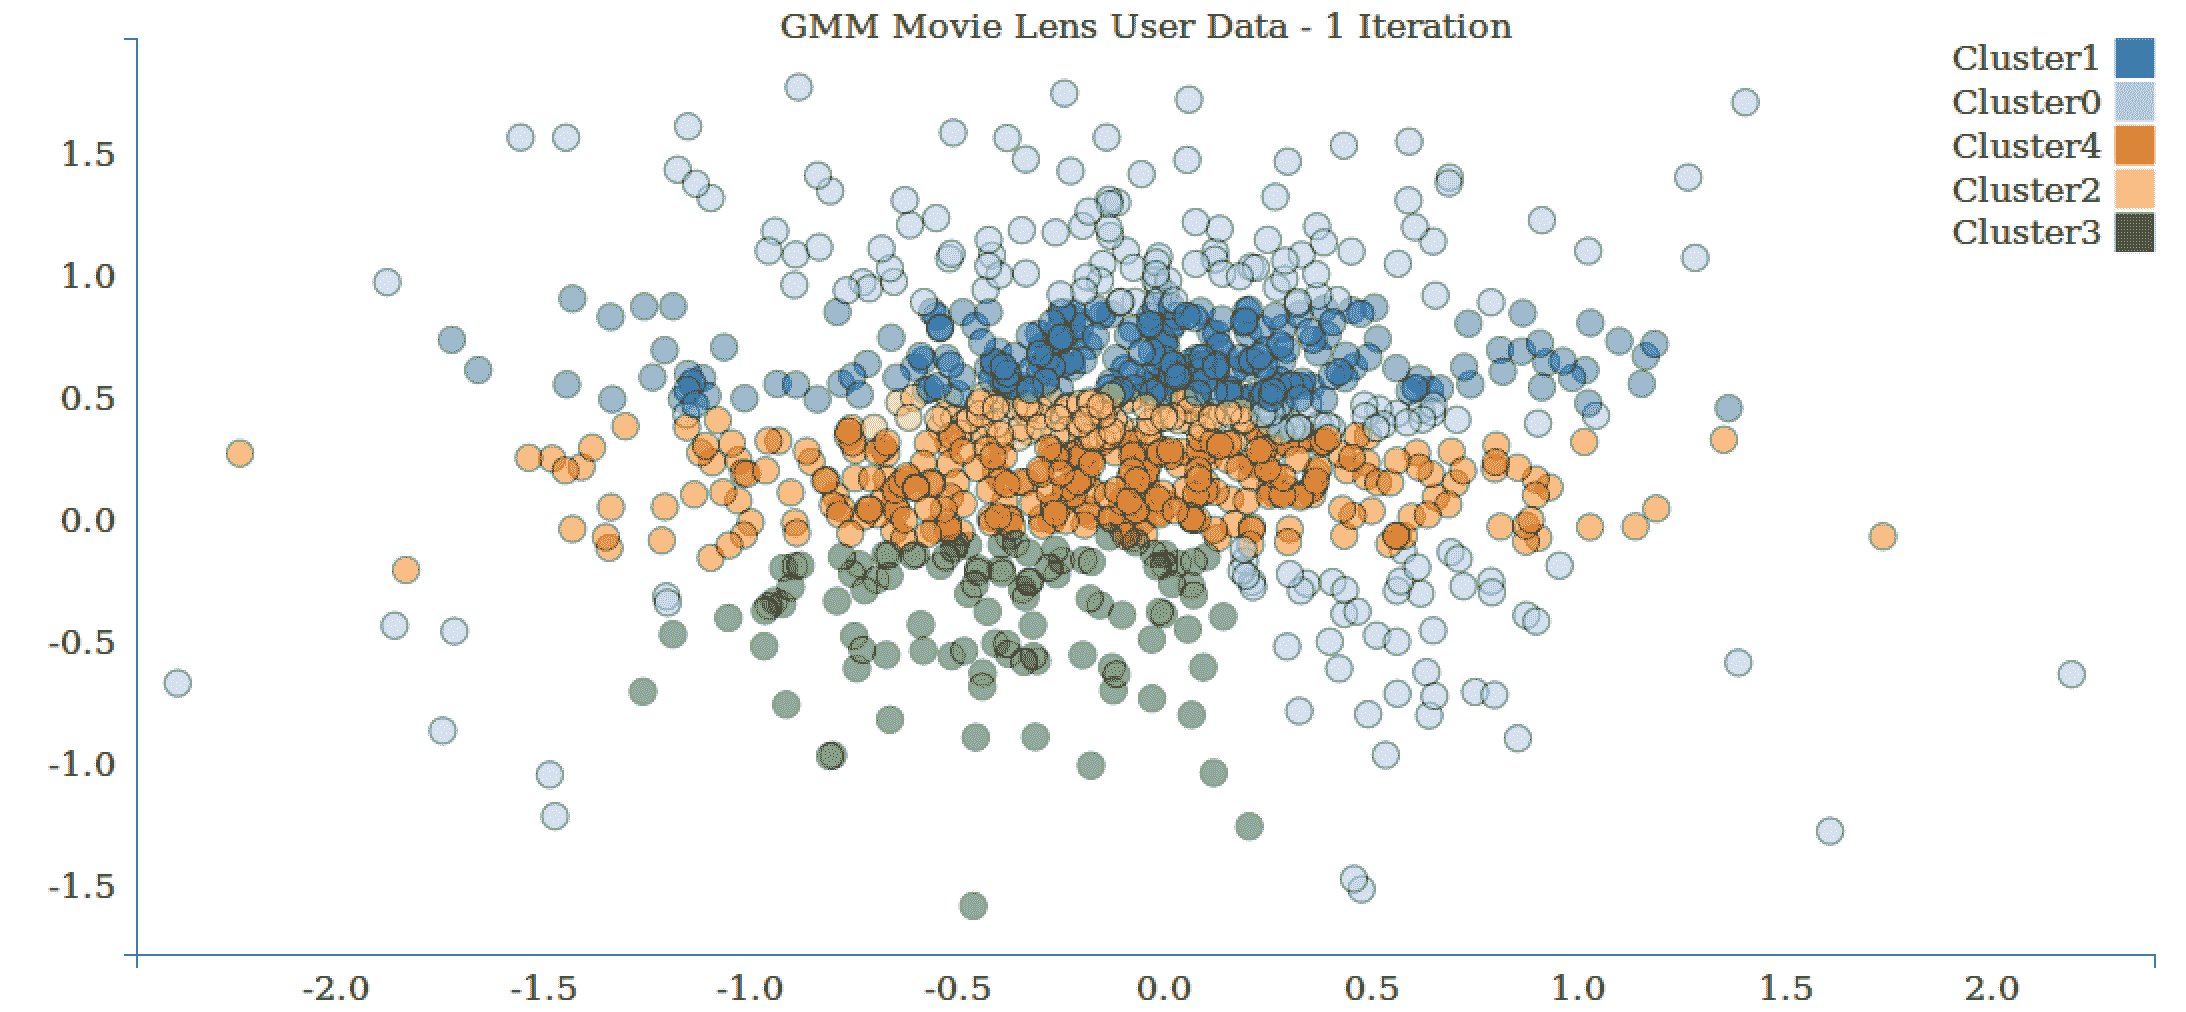 GMM Movie Lens User Data - 1 Iteration
Cluster1
Cluster0
Cluster4
Cluster2
Cluster3
1.5
1.0
0.5
0.0
-0.5
-1.0
-1.5
-2.0 -1.5 -1.0 -0.5 0.0 0.5 1.0 1.5 2.0